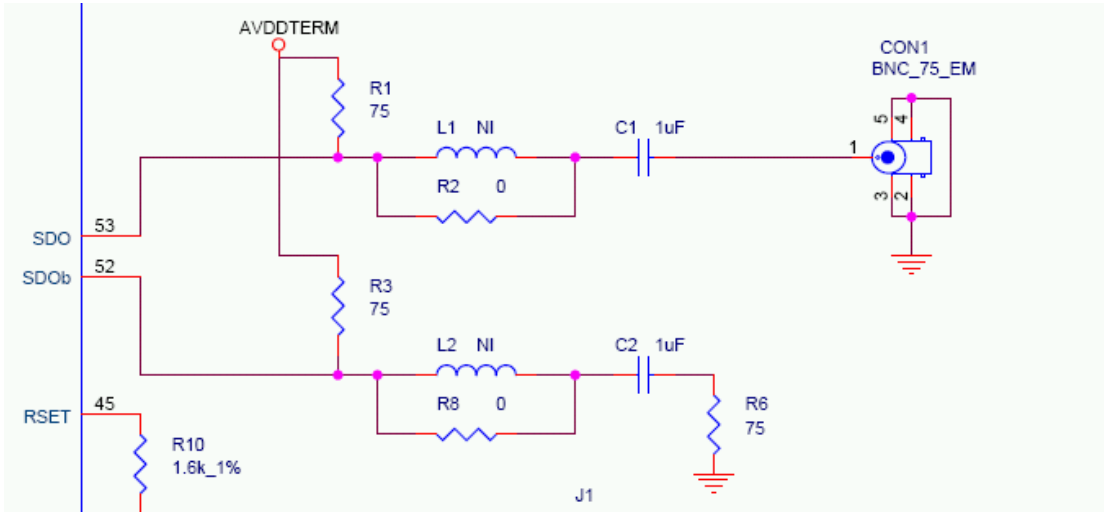 AVDDTERM
CON1
BNC_75_EM
R1
75
L1 NI
C1 1uF
5
4
1
R2 0
3
2
53
SDO
52
SDOb
R3
75
L2 NI
C2 1uF
R8 0
R6
75
45
RSET
R10
1.6k_1%
J1